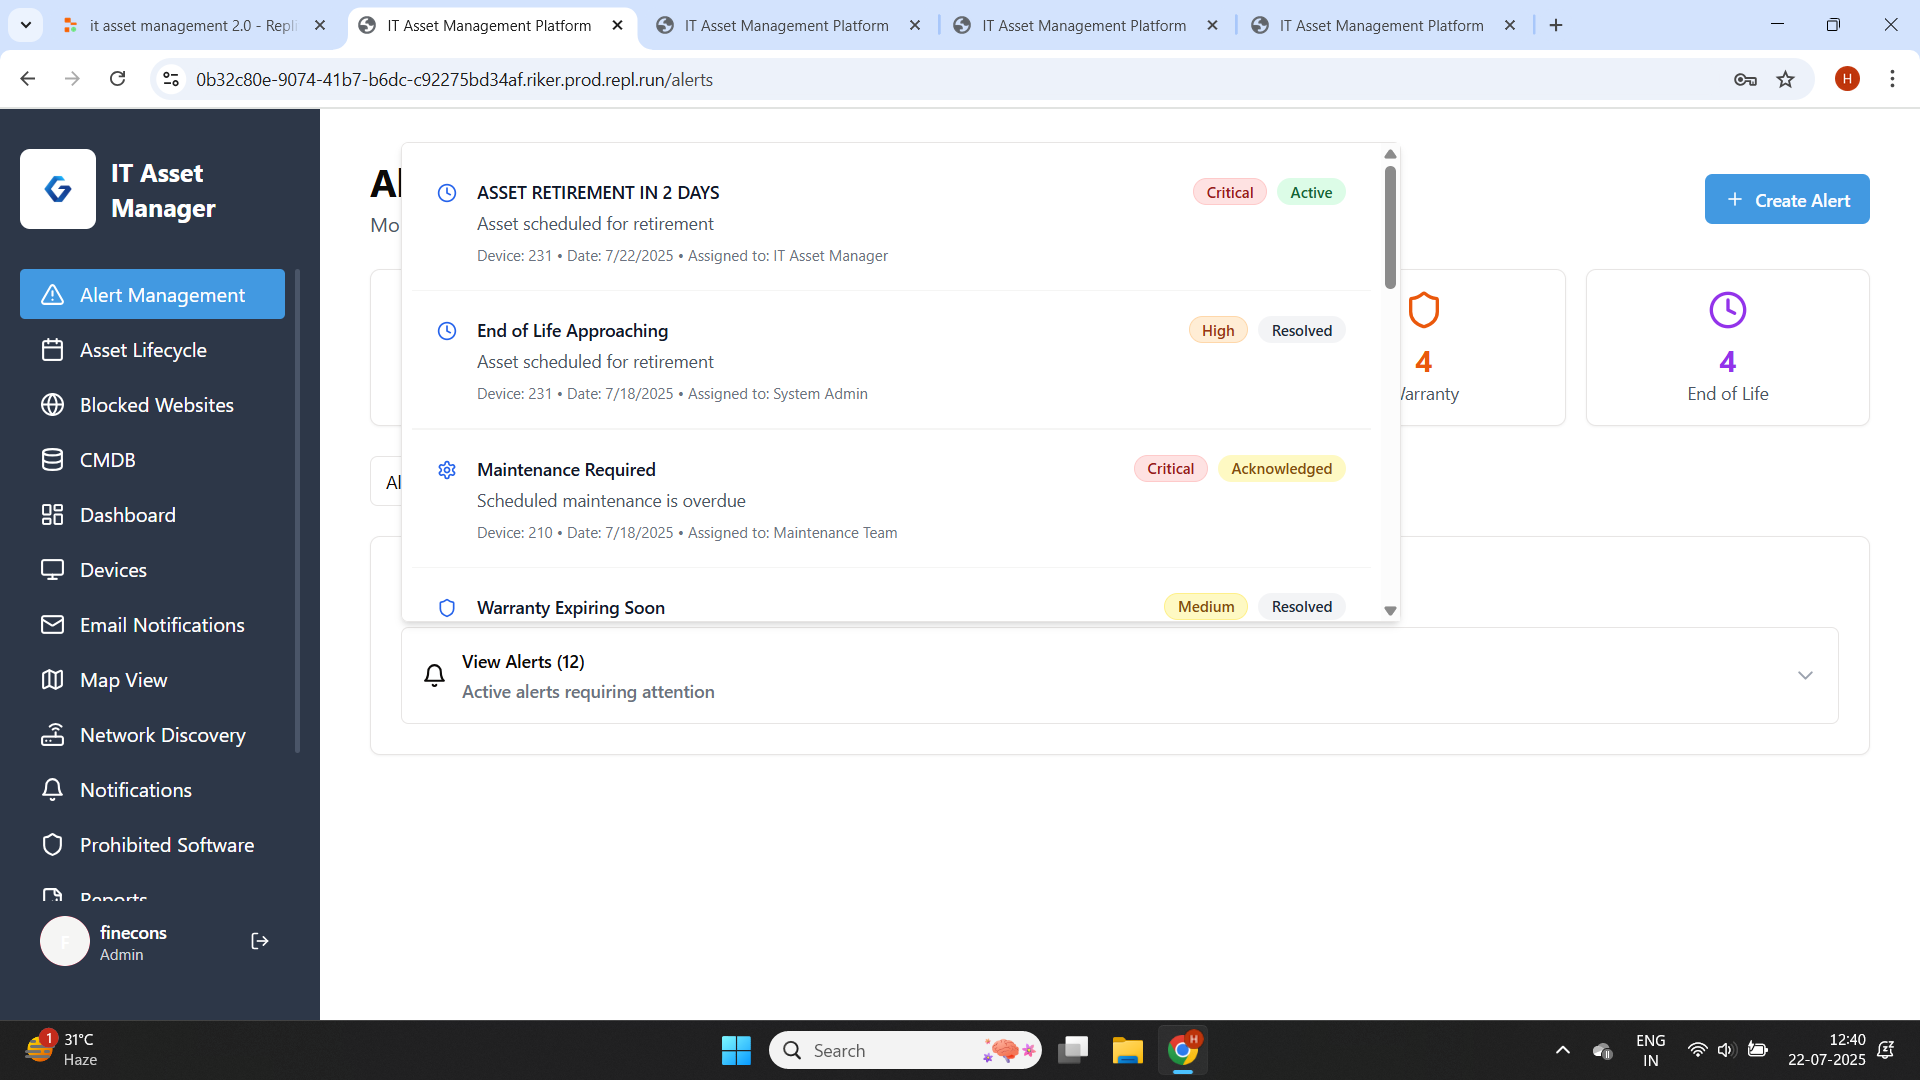 it asset management 2.0 - Repli
IT Asset Management Platform
IT Asset Management Platform
IT Asset Management Platform
IT Asset Management Platform
0b32c80e-9074-41b7-b6dc-c92275bd34af.riker.prod.repl.run/alerts
H
IT Asset
Manager
Alert Management
Asset Lifecycle
Blocked Websites
CMDB
Dashboard
Devices
Email Notifications
Map View
Network Discovery
Notifications
Prohibited Software
Reports
F
finecons
Admin
Al
Mo
Create Alert
ASSET RETIREMENT IN 2 DAYS
Critical
Active
Asset scheduled for retirement
Device: 231 • Date: 7/22/2025 • Assigned to: IT Asset Manager
End of Life Approaching
High
Resolved
Asset scheduled for retirement
Device: 231 • Date: 7/18/2025 • Assigned to: System Admin
Maintenance Required
Critical
Acknowledged
Scheduled maintenance is overdue
Device: 210 • Date: 7/18/2025 • Assigned to: Maintenance Team
Warranty Expiring Soon
Medium
Resolved
4
Warranty
4
End of Life
Al
View Alerts (12)
Active alerts requiring attention
1
31°C
Haze
Search
H
ENG
IN
12:40
22-07-2025